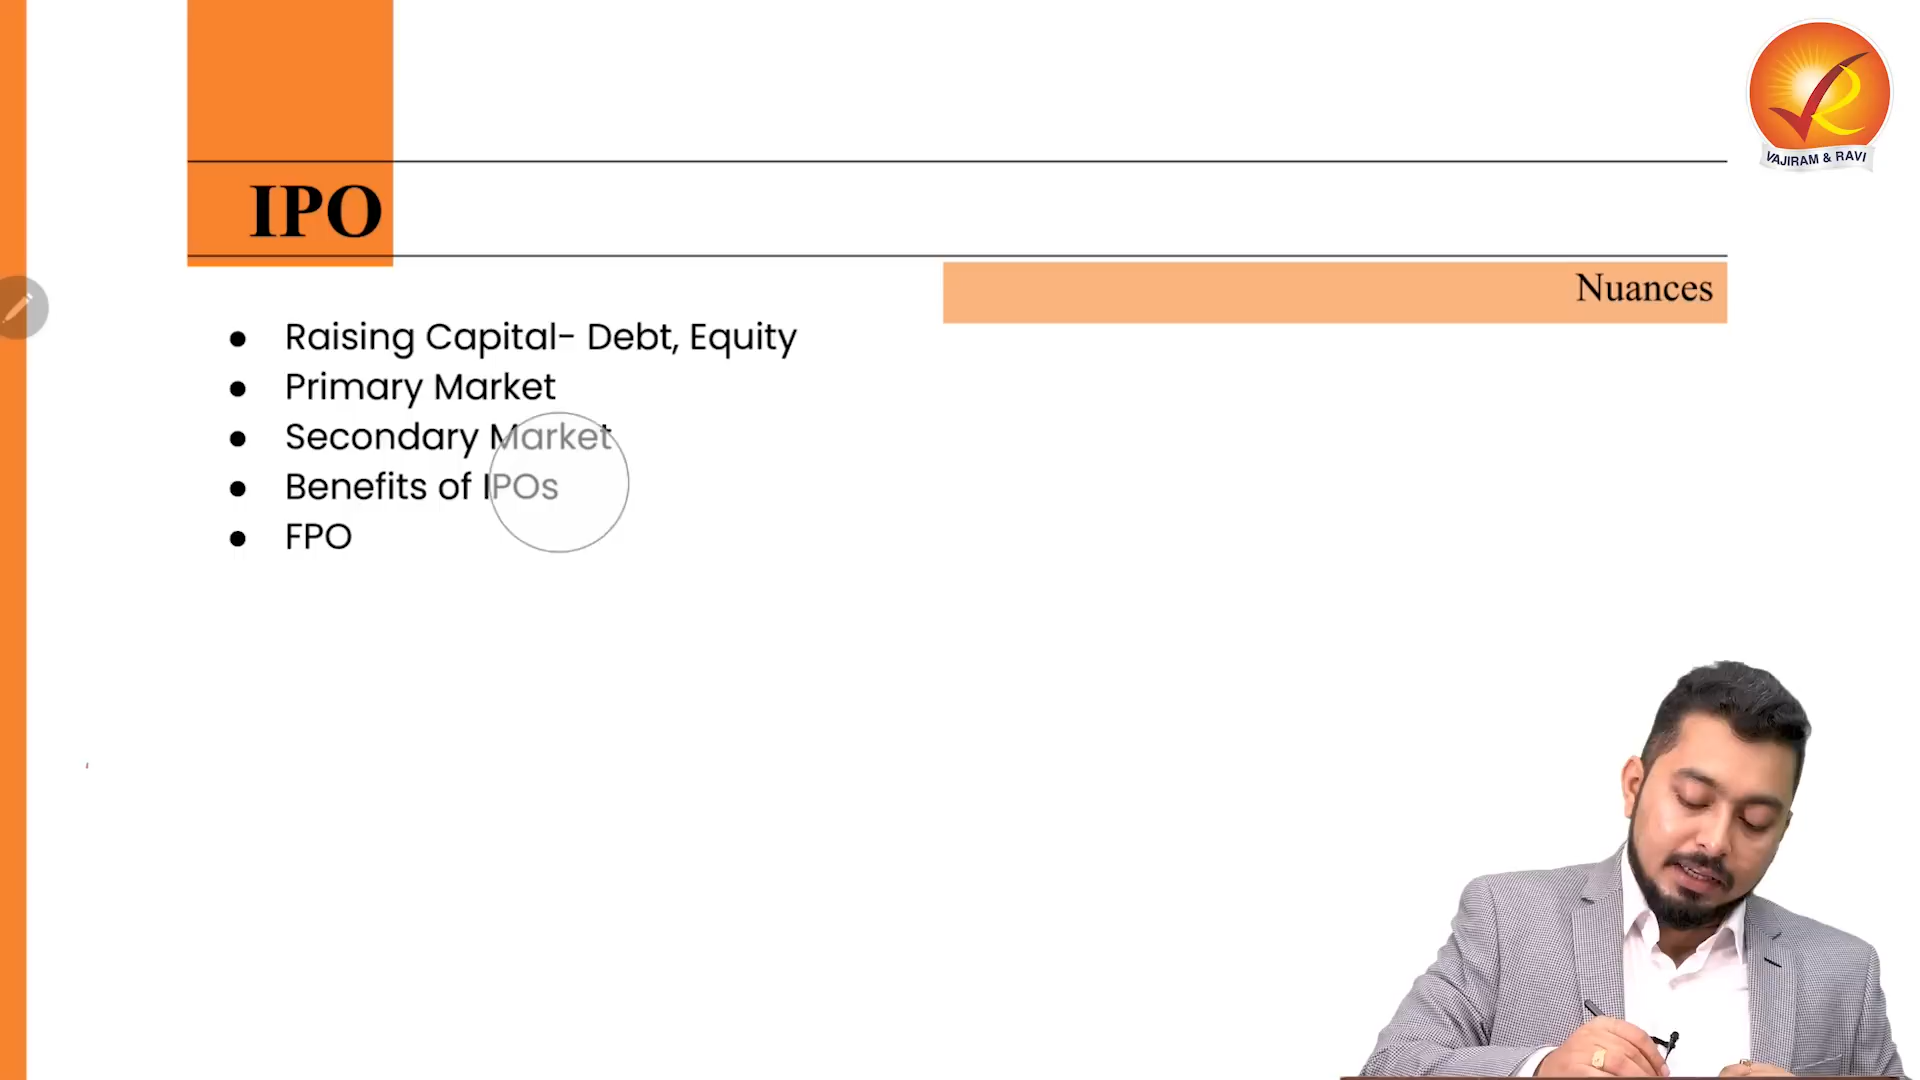 VAJIRAM & RAVI
IPO
Nuances
● Raising Capital- Debt, Equity
● Primary Market
● Secondary Market
● Benefits of IPOs
● FPO